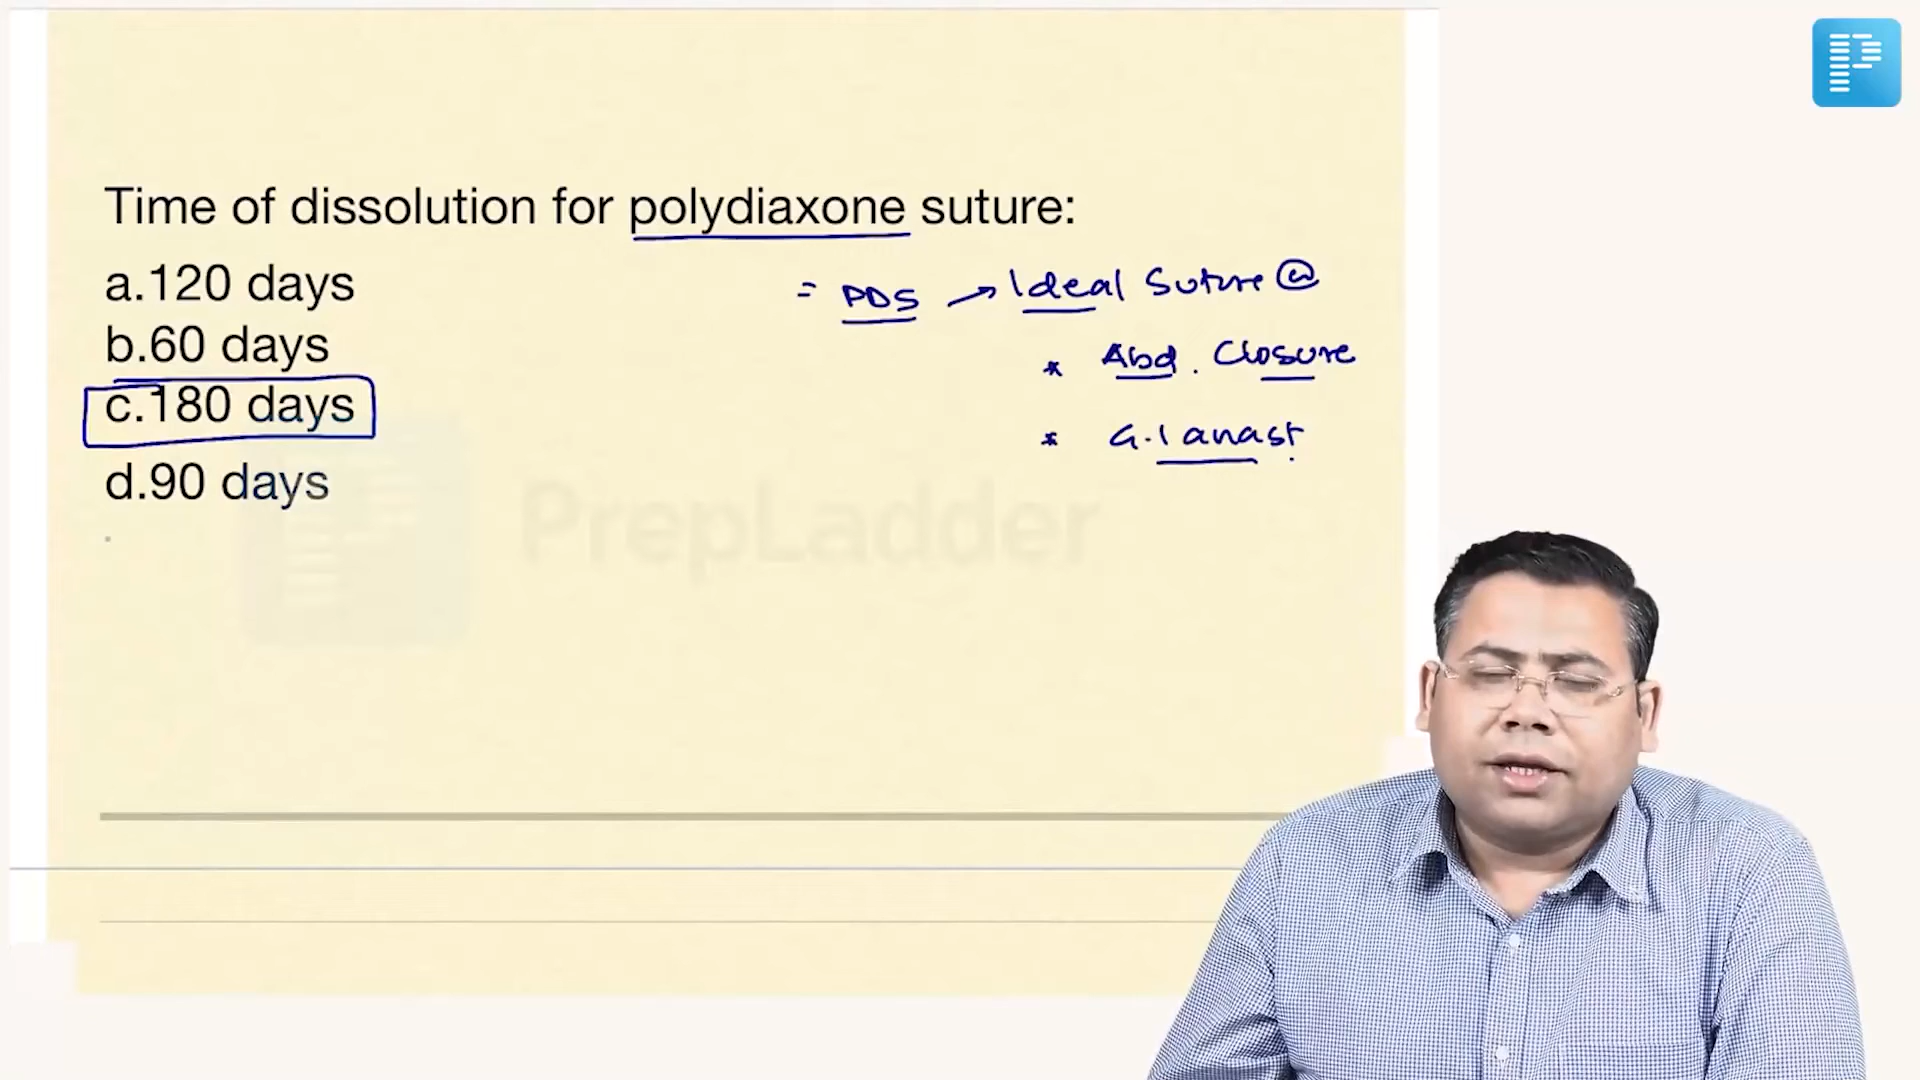 Time of dissolution for polydiaxone suture:
a.120 days
= PDS → Ideal Suture @
b.60 days
* Abd. Closure
c.180 days
* G.I anast
d.90 days
PrepLadder